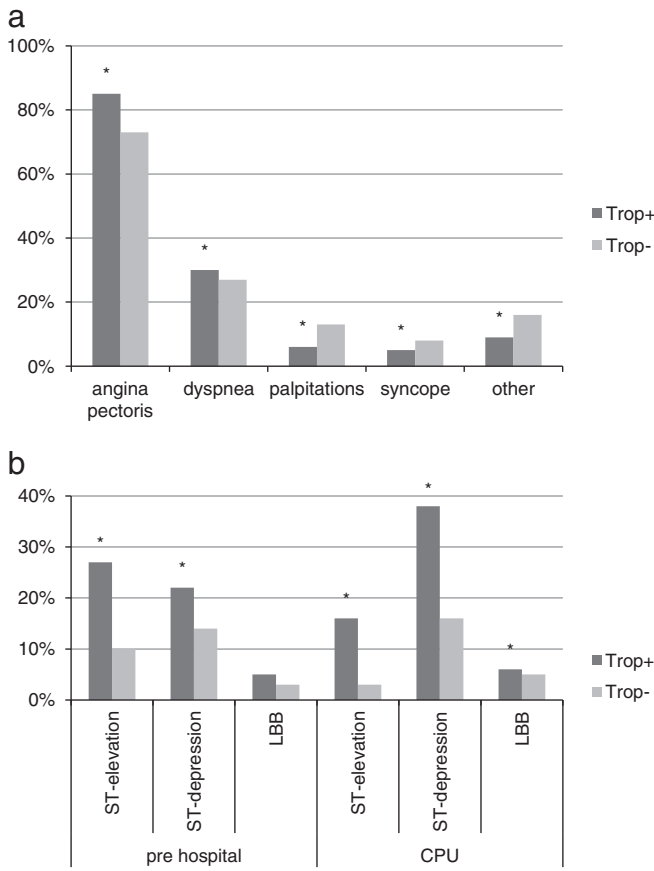 a
100%
80%
60%
40%
20%
0%
*
*
*
*
*
angina pectoris
dyspnea
palpitations
syncope
other
Trop+
Trop-
b
40%
30%
20%
10%
0%
*
*
*
*
*
ST-elevation
ST-depression
LBB
ST-elevation
ST-depression
LBB
pre hospital
CPU
Trop+
Trop-